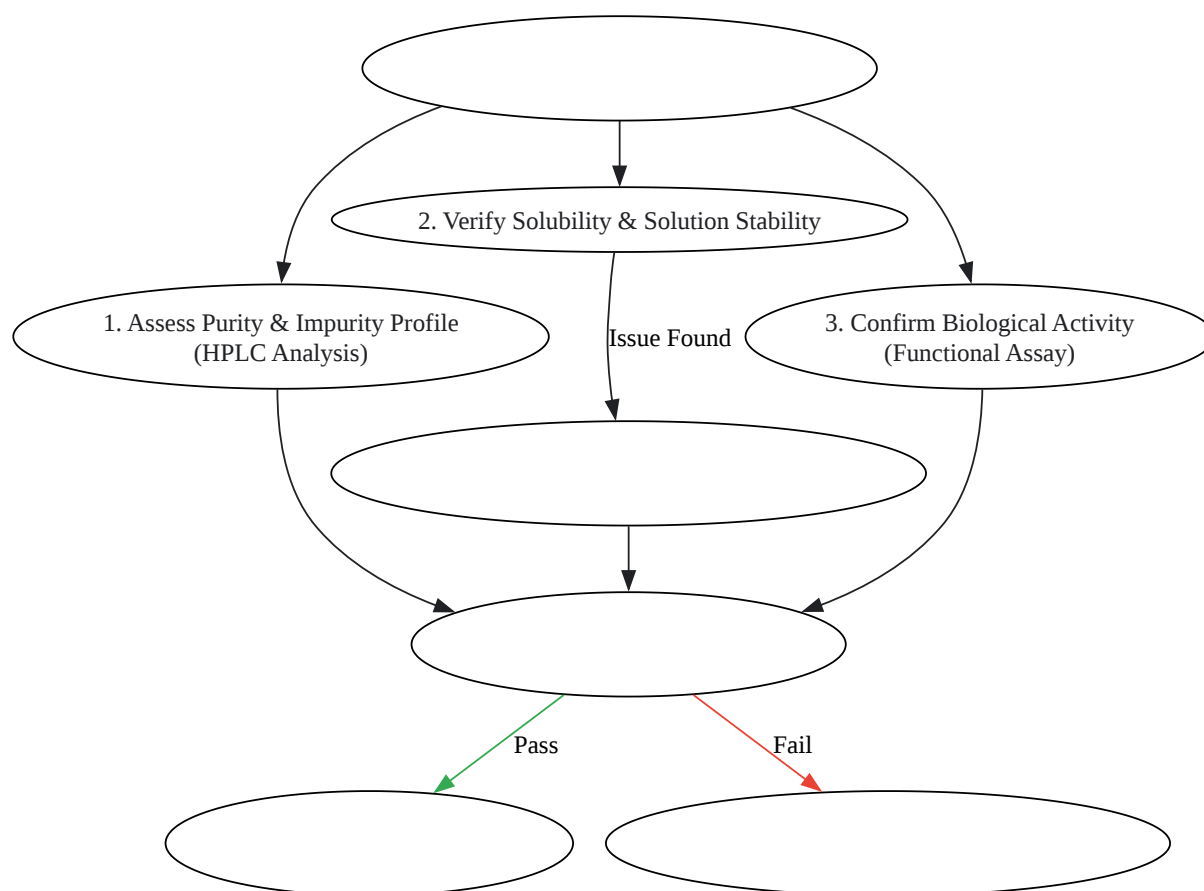 2. Verify Solubility & Solution Stability
1. Assess Purity & Impurity Profile
(HPLC Analysis)
Issue Found
3. Confirm Biological Activity
(Functional Assay)
Pass
Fail